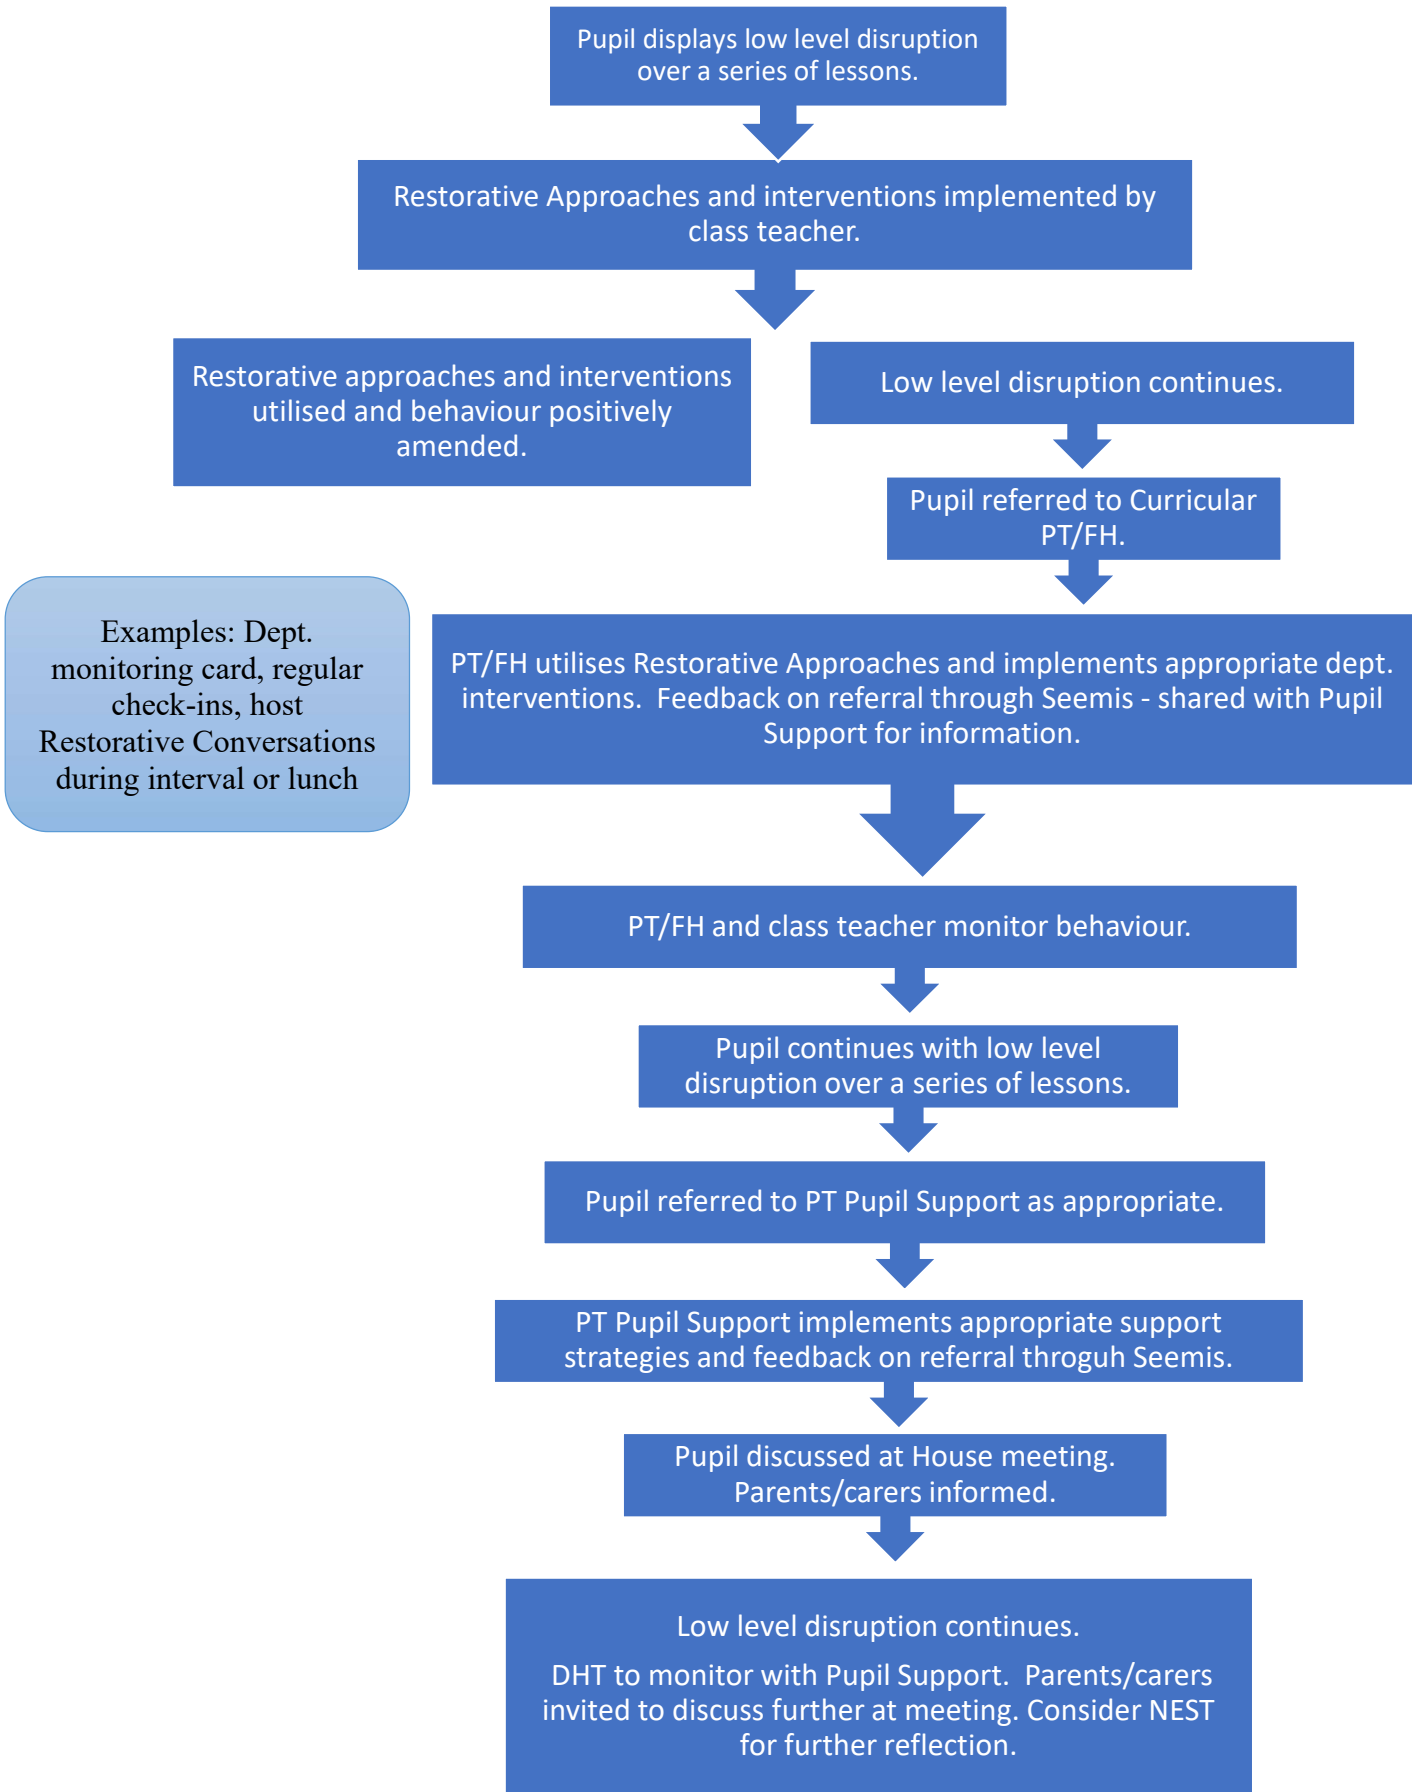 Pupil displays low level disruption
over a series of lessons.
Restorative Approaches and interventions implemented by
class teacher.
Restorative approaches and interventions
utilised and behaviour positively
amended.
Low level disruption continues.
Pupil referred to Curricular
PT/FH.
Examples: Dept.
monitoring card, regular
check-ins, host
Restorative Conversations
during interval or lunch
PT/FH utilises Restorative Approaches and implements appropriate dept.
interventions.  Feedback on referral through Seemis - shared with Pupil
Support for information.
PT/FH and class teacher monitor behaviour.
Pupil continues with low level
disruption over a series of lessons.
Pupil referred to PT Pupil Support as appropriate.
PT Pupil Support implements appropriate support
strategies and feedback on referral throguh Seemis.
Pupil discussed at House meeting.
Parents/carers informed.
Low level disruption continues.
DHT to monitor with Pupil Support.  Parents/carers
invited to discuss further at meeting. Consider NEST
for further reflection.